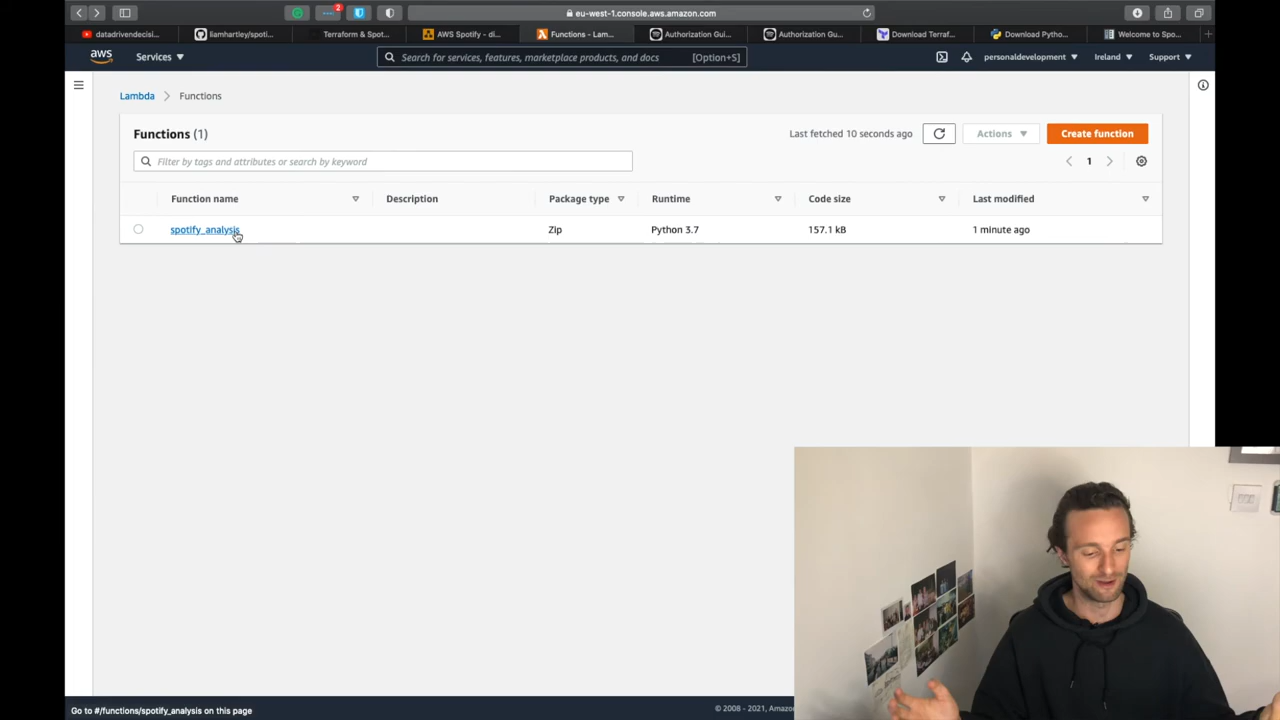 2
eu-west-1.console.aws.amazon.com
datadrivendecisi...
liamhartley/spoti...
Terraform & Spot...
AWS Spotify - di...
Functions - Lam...
Authorization Gui...
Authorization Gu...
Download Terraf...
Download Pytho...
Welcome to Spo...
aws
Services
Search for services, features, marketplace products, and docs
[Option+S]
personaldevelopment
Ireland
Support
Lambda
Functions
Functions (1)
Last fetched 10 seconds ago
Actions
Create function
Filter by tags and attributes or search by keyword
1
Function name
Description
Package type
Runtime
Code size
Last modified
spotify_analysis
Zip
Python 3.7
157.1 kB
1 minute ago
Go to #/functions/spotify_analysis on this page
© 2008 - 2021, Amazo